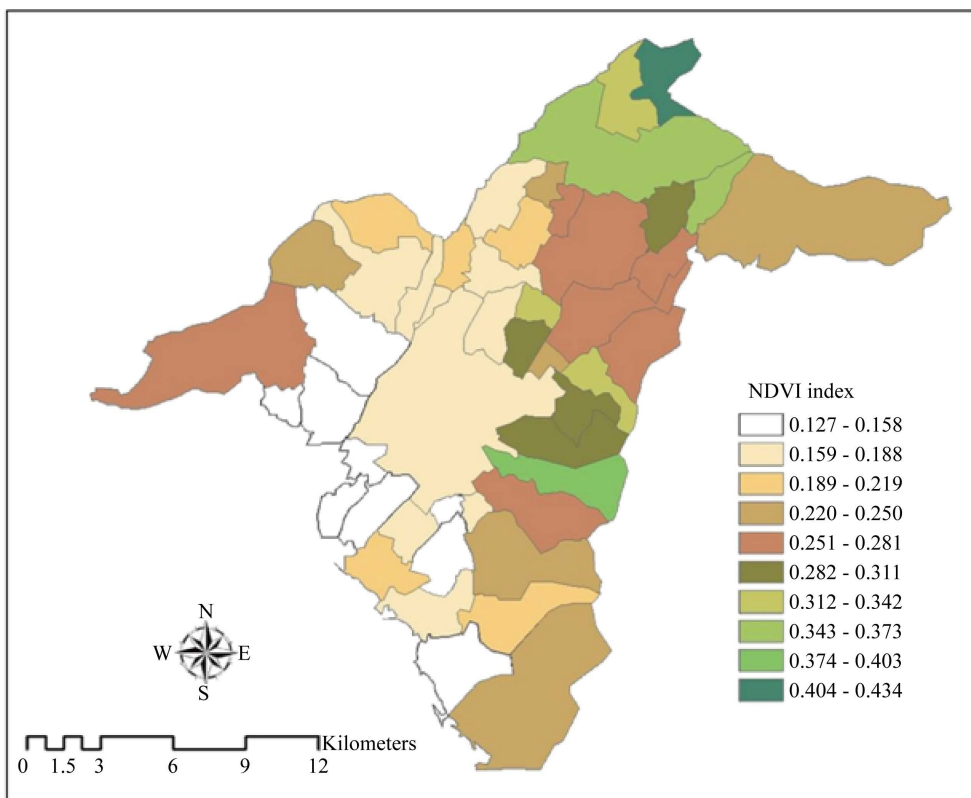 NDVI index
0.127 - 0.158
0.159 - 0.188
0.189 - 0.219
0.220 - 0.250
0.251 - 0.281
0.282 - 0.311
0.312 - 0.342
0.343 - 0.373
0.374 - 0.403
0.404 - 0.434
N
W E
S
Kilometers
0 1.5 3 6 9 12